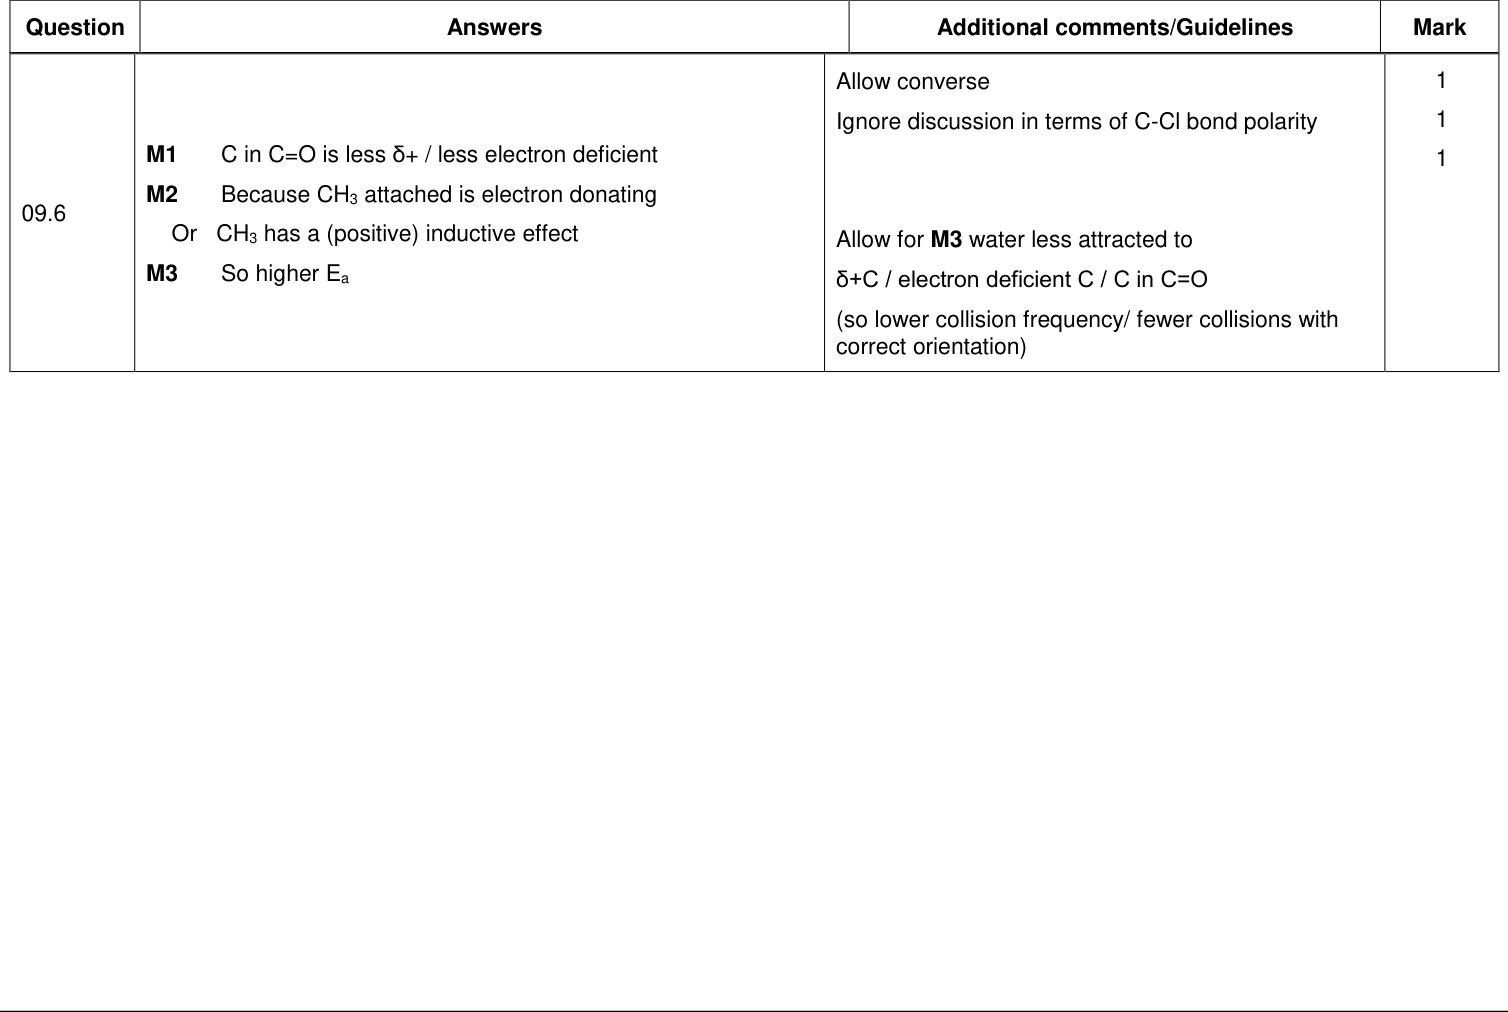 Question Answers Additional comments/Guidelines Mark
09.6
M1 C in C=O is less δ+ / less electron deficient
M2 Because CH₃ attached is electron donating
Or CH₃ has a (positive) inductive effect
M3 So higher Eₐ
Allow converse
Ignore discussion in terms of C-Cl bond polarity
Allow for M3 water less attracted to
δ+C / electron deficient C / C in C=O
(so lower collision frequency/ fewer collisions with
correct orientation)
1
1
1